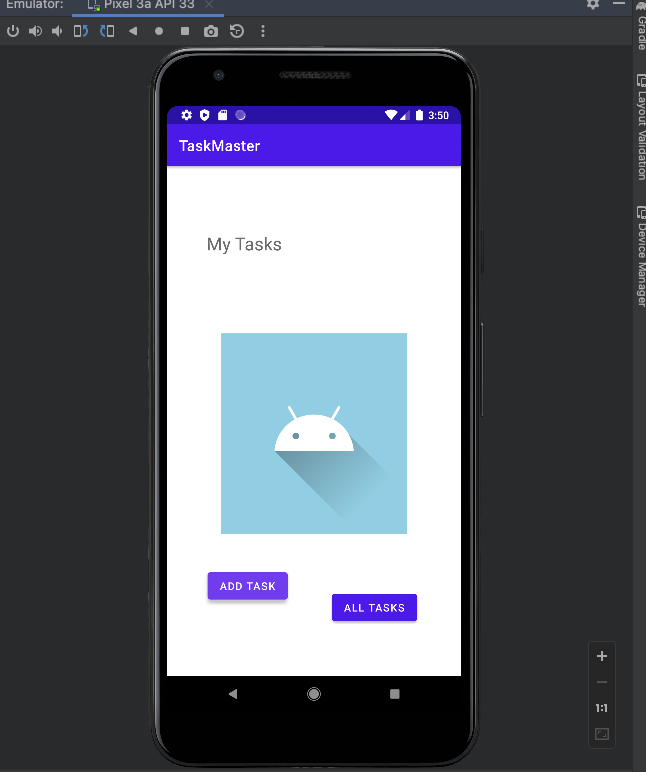 Emulator:
Pixel 3a API 33
Gradle
Layout Validation
Device Manager
3:50
TaskMaster
My Tasks
ADD TASK
ALL TASKS
1:1